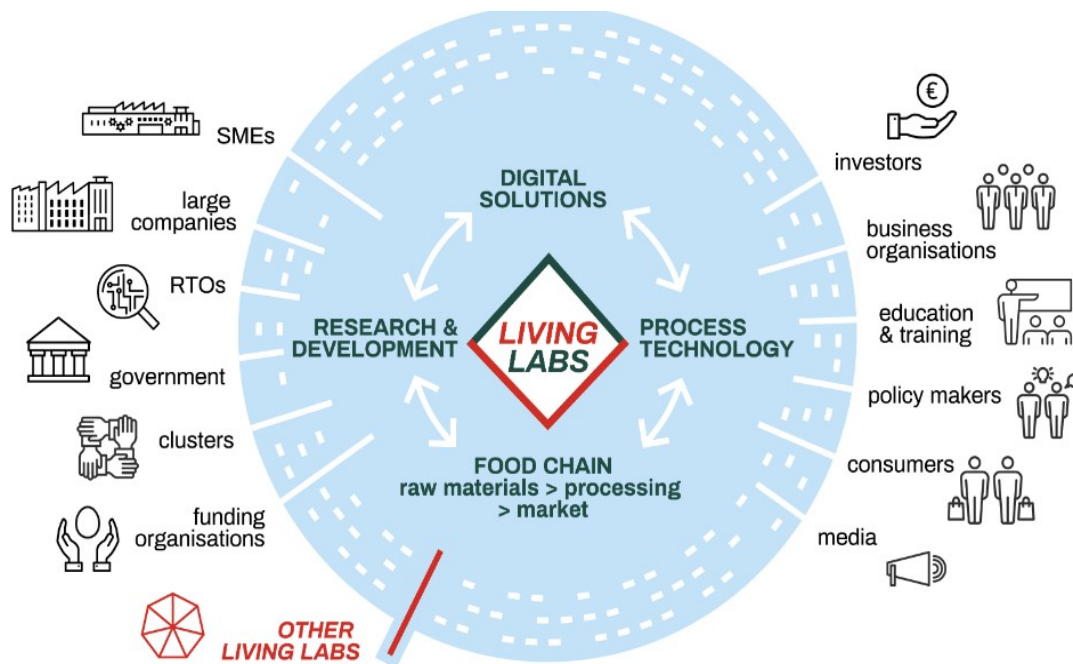 SMEs
large
companies
RTOs
government
clusters
funding
organisations
OTHER
LIVING LABS
DIGITAL
SOLUTIONS
RESEARCH &
DEVELOPMENT
LIVING
LABS
PROCESS
TECHNOLOGY
FOOD CHAIN
raw materials > processing
> market
€
investors
business
organisations
education
& training
policy makers
consumers
media